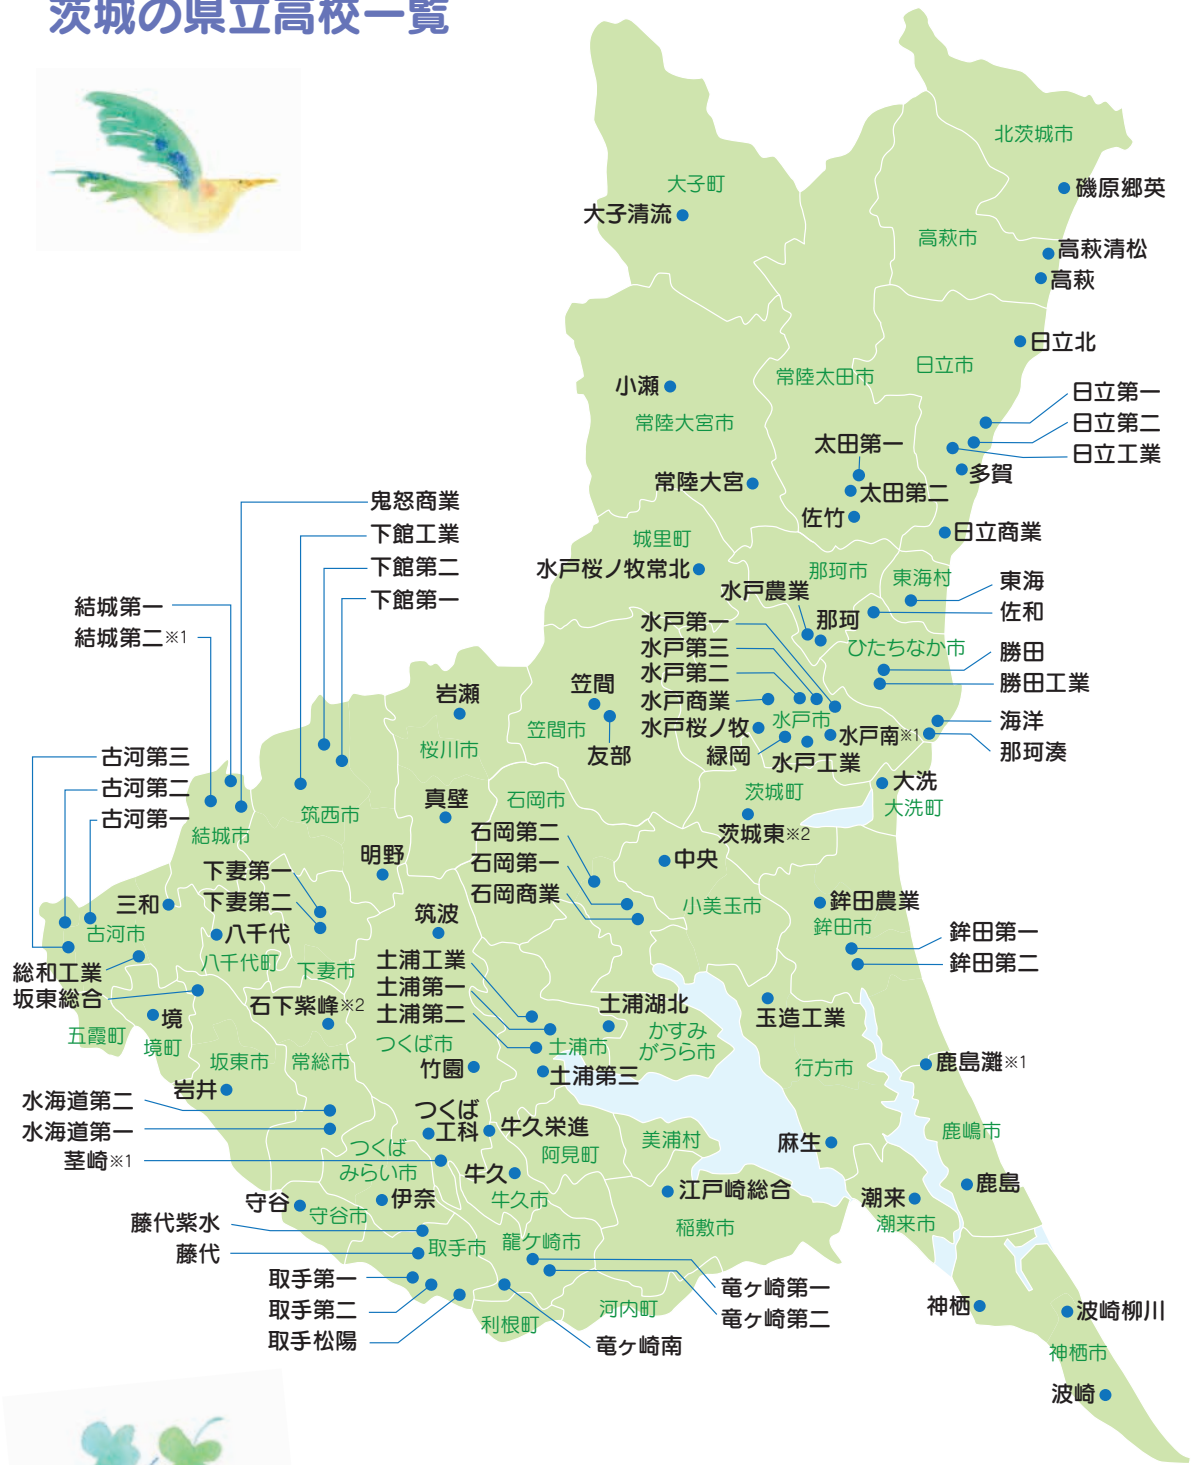 茨城の県立高校一覧
北茨城市
磯原郷英
大子町
大子清流
高萩市
高萩清松
高萩
日立北
日立市
常陸太田市
小瀬
常陸大宮市
日立第一
日立第二
日立工業
多賀
太田第一
太田第二
佐竹
常陸大宮
日立商業
城里町
水戸桜ノ牧常北
那珂市
東海村
東海
佐和
水戸農業
那珂
ひたちなか市
勝田
勝田工業
海洋
那珂湊
水戸第一
水戸第三
水戸第二
水戸商業
水戸桜ノ牧
水戸市
水戸南※1
緑岡
水戸工業
大洗
大洗町
茨城町
茨城東※2
鬼怒商業
下館工業
下館第二
下館第一
結城第一
結城第二※1
岩瀬
桜川市
笠間
笠間市
友部
古河第三
古河第二
古河第一
結城市
筑西市
真壁
石岡市
石岡第二
石岡第一
石岡商業
中央
小美玉市
明野
下妻第一
下妻第二
三和
古河市
八千代
八千代町
下妻市
筑波
総和工業
坂東総合
五霞町
境
境町
石下紫峰※2
坂東市
常総市
岩井
土浦工業
土浦第一
土浦第二
つくば市
竹園
土浦市
土浦第三
土浦湖北
かすみ
がうら市
鉾田農業
鉾田市
鉾田第一
鉾田第二
玉造工業
行方市
鹿島灘※1
鹿嶋市
水海道第二
水海道第一
茎崎※1
つくば
工科
牛久栄進
阿見町
美浦村
麻生
つくば
みらい市
牛久
牛久市
江戸崎総合
稲敷市
潮来
潮来市
鹿島
守谷
守谷市
伊奈
藤代紫水
藤代
取手市
龍ケ崎市
取手第一
取手第二
取手松陽
利根町
河内町
竜ヶ崎第一
竜ヶ崎第二
竜ヶ崎南
神栖
波崎柳川
神栖市
波崎